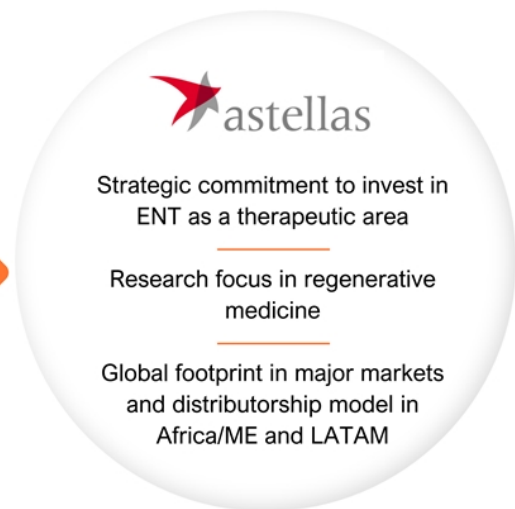 astellas
Strategic commitment to invest in
ENT as a therapeutic area
Research focus in regenerative
medicine
Global footprint in major markets
and distributorship model in
Africa/ME and LATAM